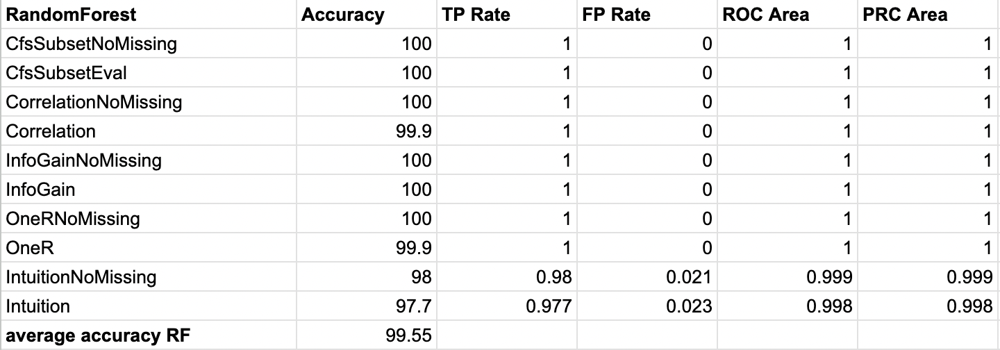 RandomForest Accuracy TP Rate FP Rate ROC Area PRC Area
CfsSubsetNoMissing 100 1 0 1 1
CfsSubsetEval 100 1 0 1 1
CorrelationNoMissing 100 1 0 1 1
Correlation 99.9 1 0 1 1
InfoGainNoMissing 100 1 0 1 1
InfoGain 100 1 0 1 1
OneRNoMissing 100 1 0 1 1
OneR 99.9 1 0 1 1
IntuitionNoMissing 98 0.98 0.021 0.999 0.999
Intuition 97.7 0.977 0.023 0.998 0.998
average accuracy RF 99.55